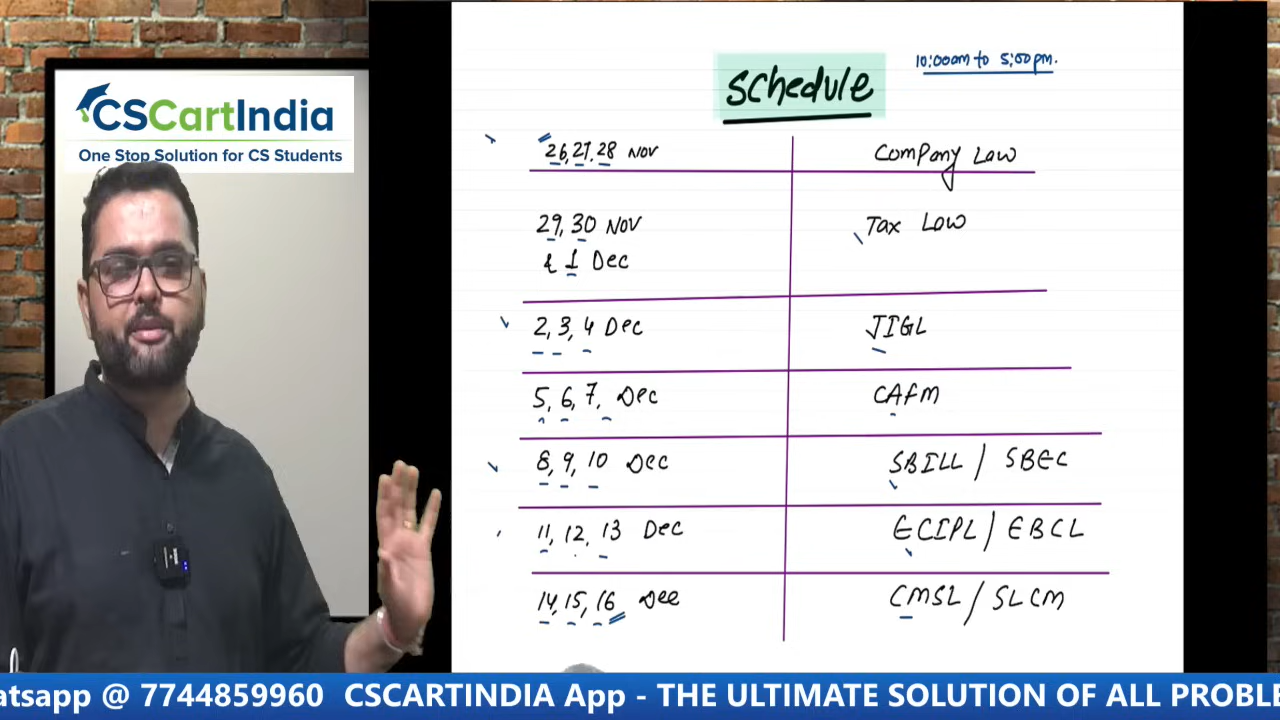 CSCartIndia
One Stop Solution for CS Students
Schedule
10:00am to 5:00pm.
26, 27, 28 Nov Company Law
29, 30 Nov Tax Law
& 1 Dec
2, 3, 4 Dec JIGL
5, 6, 7, Dec CAFM
8, 9, 10 Dec SBILL / SBEC
11, 12, 13 Dec ECIPL / EBCL
14, 15, 16 Dec CMSL / SLCM
atsapp @ 7744859960 CSCARTINDIA App - THE ULTIMATE SOLUTION OF ALL PROBLE